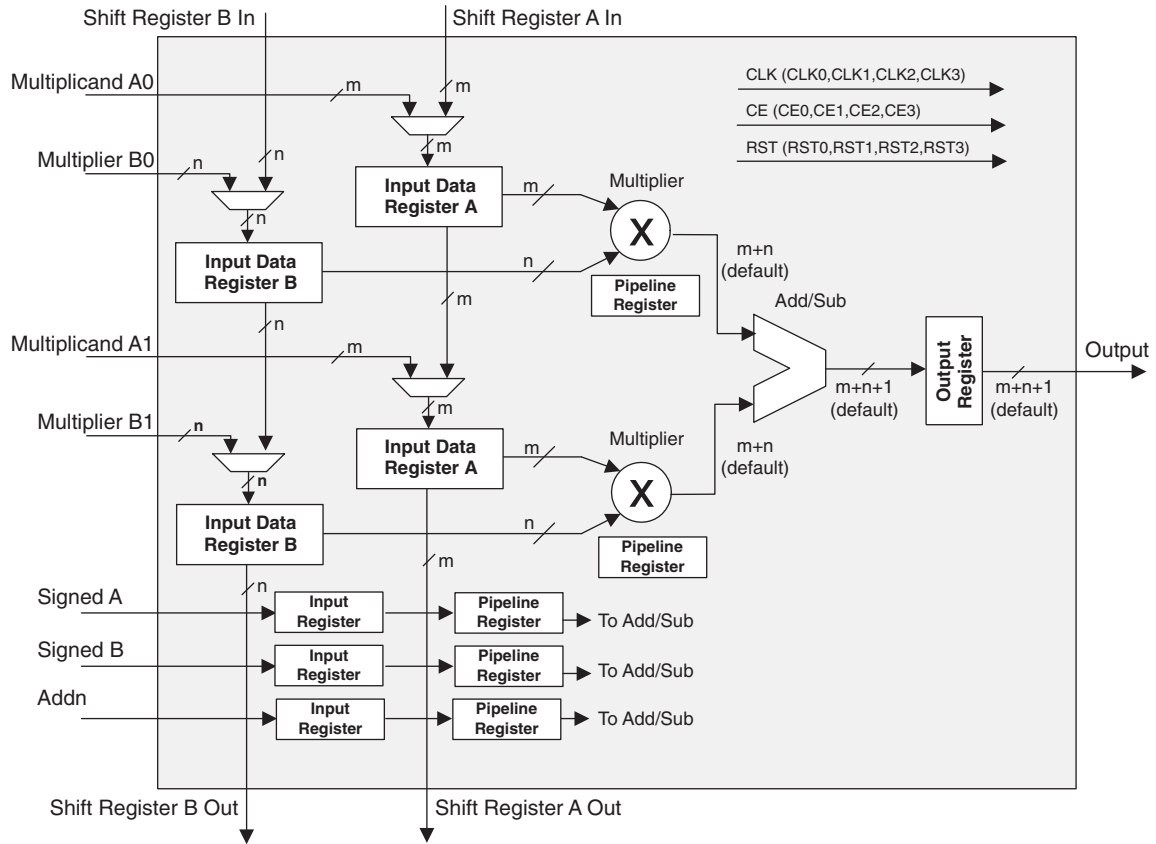 Shift Register B In
Shift Register A In
Multiplicand A0
m
m
CLK (CLK0,CLK1,CLK2,CLK3)
CE (CE0,CE1,CE2,CE3)
RST (RST0,RST1,RST2,RST3)
m
Multiplier B0
n
n
n
Input Data
Register A
m
Multiplier
X
Input Data
Register B
n
m+n
(default)
Pipeline
Register
m
n
Add/Sub
Multiplicand A1
m
Output
Register
Output
m+n+1
(default)
m+n+1
(default)
m
Multiplier B1
n
n
Input Data
Register A
m
Multiplier
X
m+n
(default)
Input Data
Register B
n
Pipeline
Register
m
n
Signed A
Input
Register
Pipeline
Register
To Add/Sub
Signed B
Input
Register
Pipeline
Register
To Add/Sub
Addn
Input
Register
Pipeline
Register
To Add/Sub
Shift Register B Out
Shift Register A Out